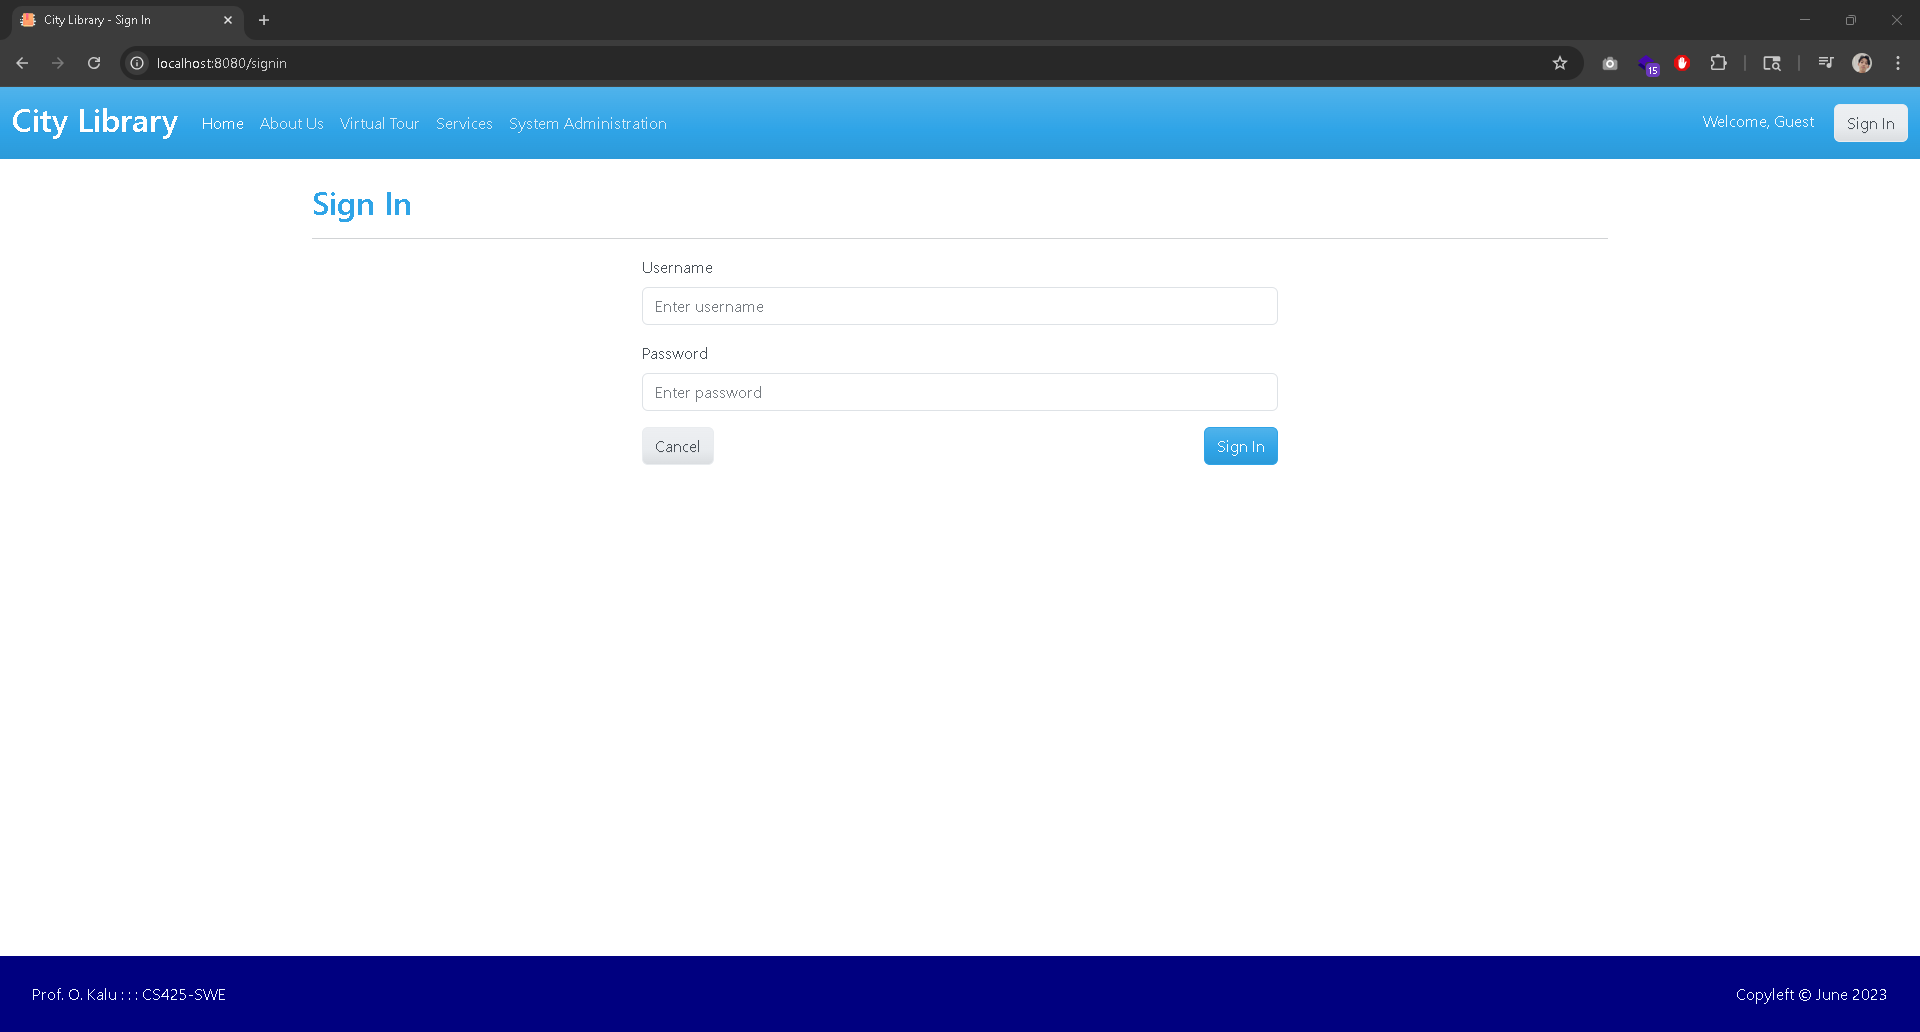 City Library - Sign In
localhost:8080/signin
15
City Library Home About Us Virtual Tour Services System Administration Welcome, Guest Sign In
Sign In
Username
Enter username
Password
Enter password
Cancel Sign In
Prof. O. Kalu : : : CS425-SWE Copyleft © June 2023